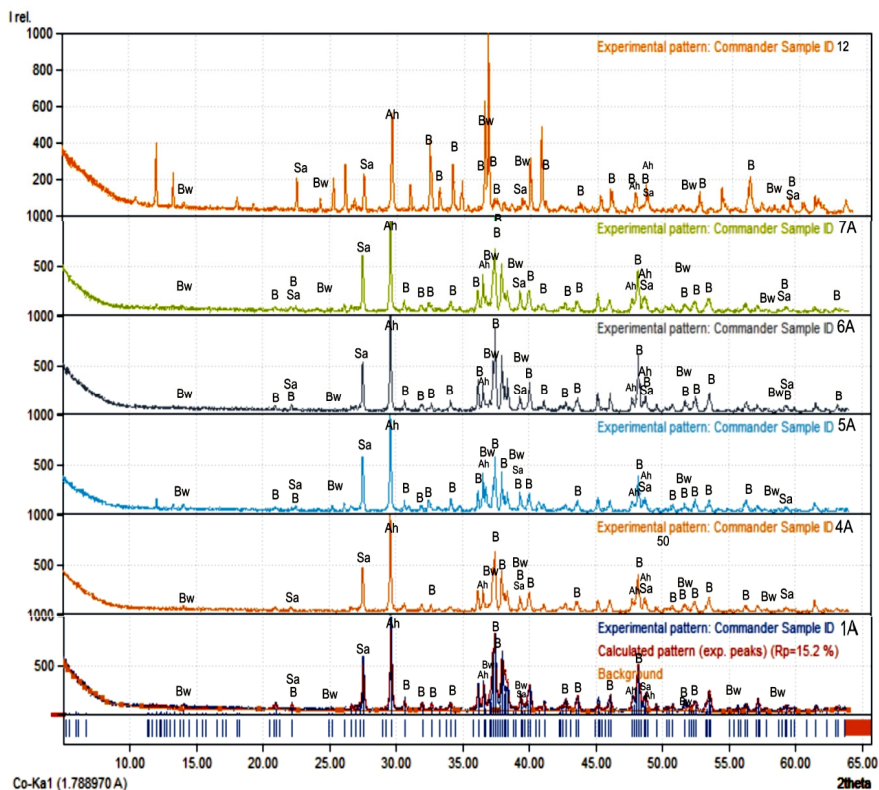 I rel.
1000
Experimental pattern: Commander Sample ID 12
800
600
Ah
400
B
Bw
B
Ah
Sa
Bw
Sa
B
B
B
Bw
B
B
B
B
Bw
B
Bw
B
200
Bw
B
Sa
B
Ah
Sa
Sa
1000
B
Experimental pattern: Commander Sample ID 7A
Ah
B
B
Sa
Bw
Ah
Bw
Ah
Bw
500
Bw
B
Bw
B
B
B
Sa
B
B
B
B
Sa
B
B
B
Sa
B
B
Sa
Bw
B
1000
Ah
B
Experimental pattern: Commander Sample ID 6A
Sa
Bw
Bw
B
Ah
Bw
500
B
Ah
B
B
B
Sa
Sa
Bw
Bw
B
B
B
B
Sa
B
B
B
Ah
Sa
B
B
Bw
B
B
1000
Ah
B
Experimental pattern: Commander Sample ID 5A
Sa
Bw
B
Ah
500
Ah
Sa
Bw
Bw
Sa
Bw
B
B
B
B
B
B
B
Ah
Sa
B
B
B
B
B
Bw
Sa
B
1000
Experimental pattern: Commander Sample ID 4A
Ah
B
50
Sa
Bw
B
Bw
B
B
Ah
Bw
B
500
Bw
Sa
B
Ah
Sa
B
B
Ah
Sa
B
B
B
B
Bw
Sa
1000
Ah
B
Experimental pattern: Commander Sample ID 1A
Sa
B
Calculated pattern (exp. peaks) (Rp=15.2 %)
500
Bw
B
Background
Bw
Sa
B
Bw
B
B
B
Ah
Bw
Sa
B
B
B
B
Ah
Sa
Ah
B
Bw
B
B
Bw
Bw
10.00
15.00
20.00
25.00
30.00
35.00
40.00
45.00
50.00
55.00
60.00
65.00
Co-Ka1 (1.788970 A)
2theta